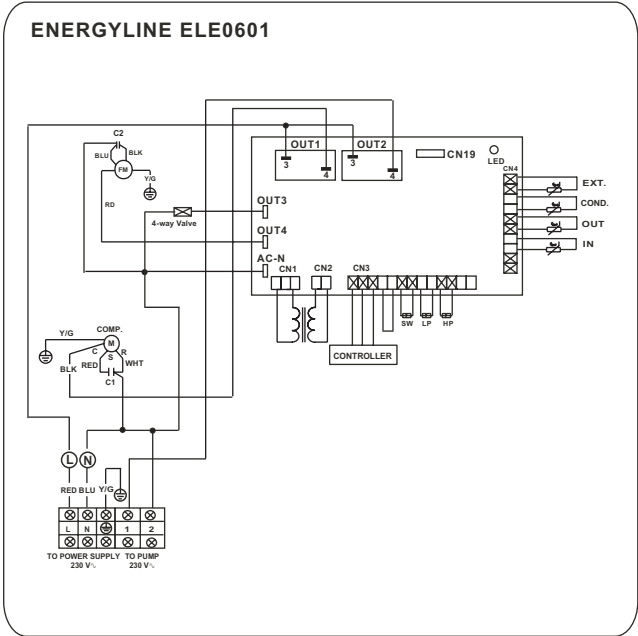 ENERGYLINE ELE0601
C2
BLU
BLK
FM
Y/G
RD
OUT1
OUT2
3
4
3
4
CN19
LED
CN4
EXT.
COND.
OUT
IN
OUT3
4-way Valve
OUT4
AC-N
CN1
CN2
CN3
SW
LP
HP
CONTROLLER
Y/G
COMP.
M
C
R
S
BLK
RED
WHT
C1
L
N
RED
BLU
Y/G
L
N
1
2
TO POWER SUPPLY
230 V∿
TO PUMP
230 V∿